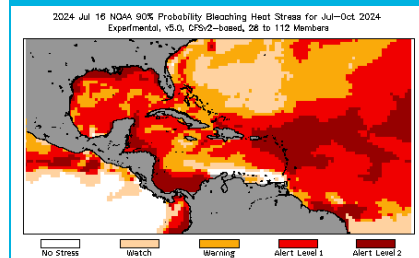 2024 Jul 16 NOAA 90% Probability Bleaching Heat Stress for Jul-Oct 2024
Experimental, v5.0, CFSv2-based, 28 to 112 Members
No Stress Watch Warning Alert Level 1 Alert Level 2